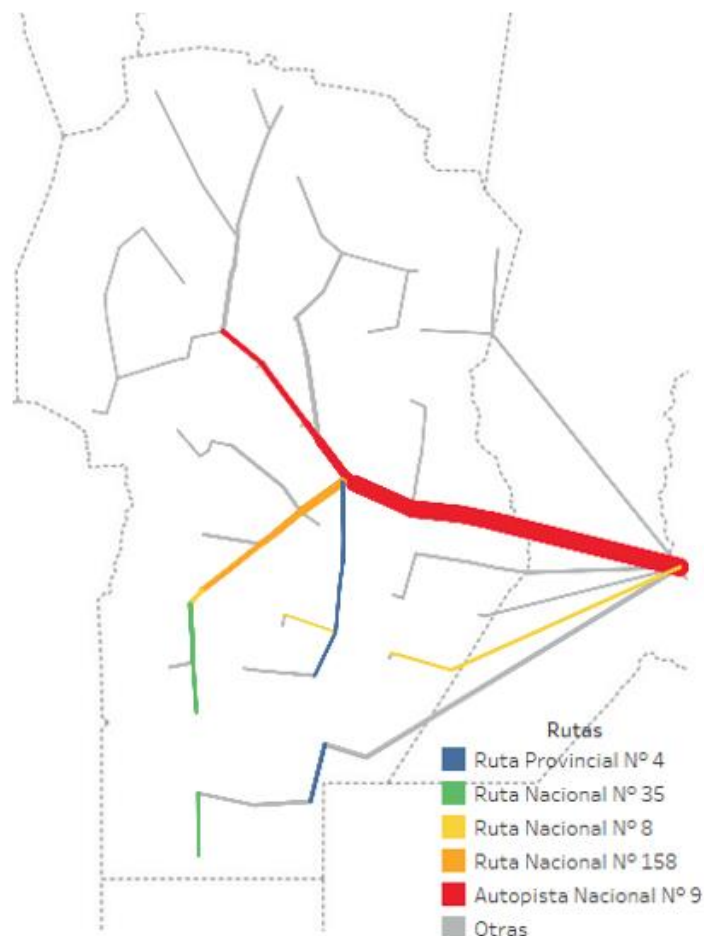 Rutas
Ruta Provincial Nº 4
Ruta Nacional Nº 35
Ruta Nacional Nº 8
Ruta Nacional Nº 158
Autopista Nacional Nº 9
Otras